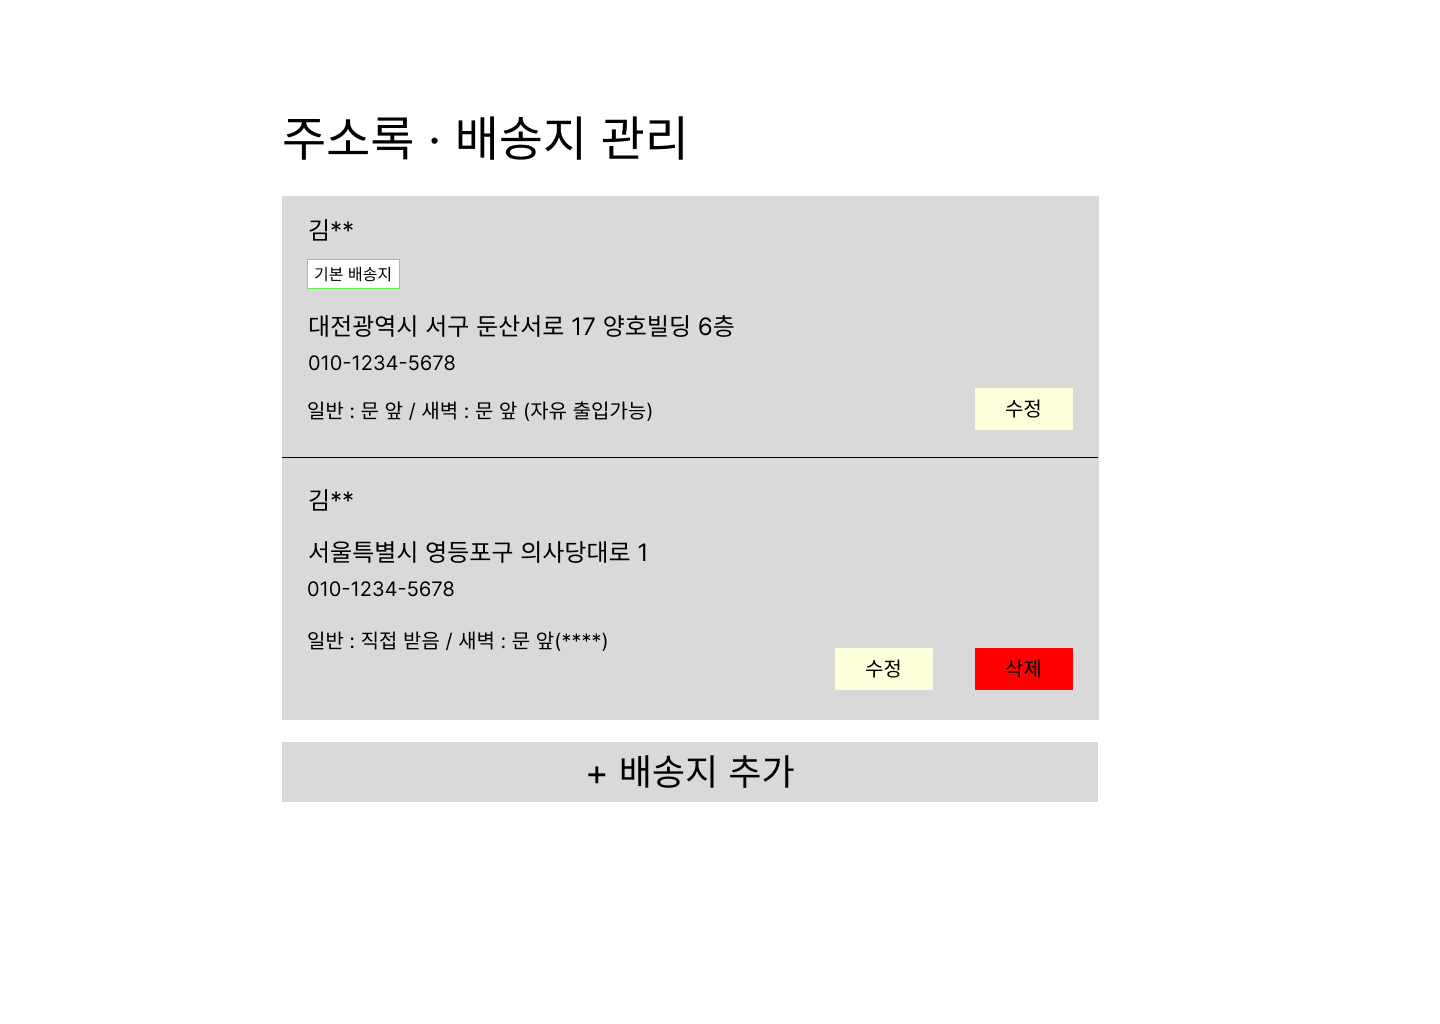 주소록 · 배송지 관리
김**
기본 배송지
대전광역시 서구 둔산서로 17 양호빌딩 6층
010-1234-5678
일반 : 문 앞 / 새벽 : 문 앞 (자유 출입가능)
수정
김**
서울특별시 영등포구 의사당대로 1
010-1234-5678
일반 : 직접 받음 / 새벽 : 문 앞(****)
수정
삭제
+ 배송지 추가